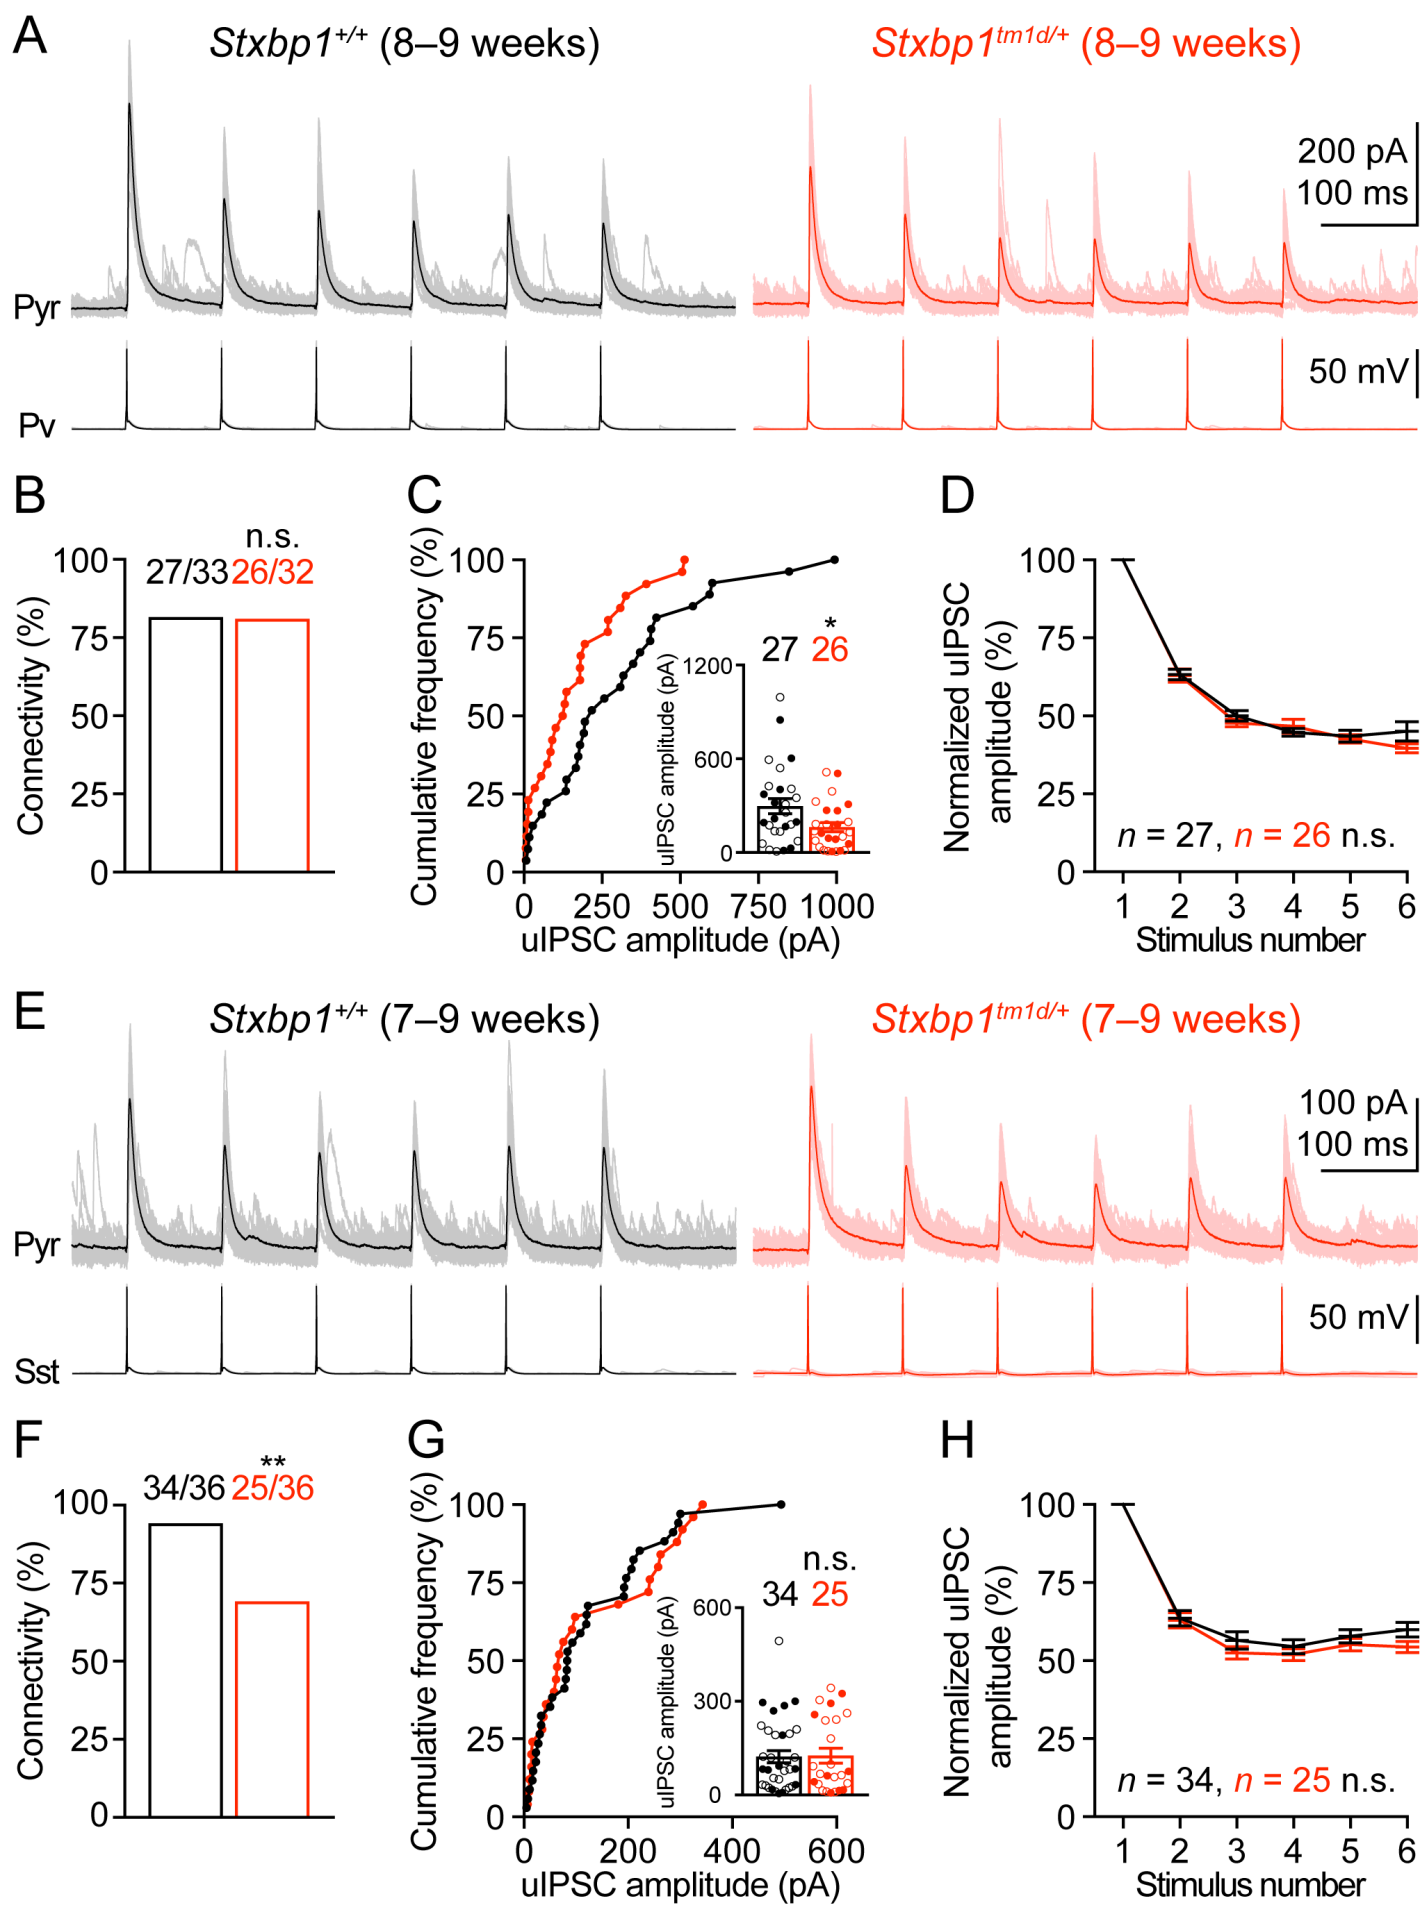 A
Stxbp1+/+ (8–9 weeks)
Stxbp1tm1d/+ (8–9 weeks)
200 pA
100 ms
Pyr
50 mV
Pv
B
n.s.
27/33 26/32
Connectivity (%)
100
75
50
25
0
C
Cumulative frequency (%)
100
75
50
25
0
0 250 500 750 1000
uIPSC amplitude (pA)
*
27 26
uIPSC amplitude (pA)
1200
600
0
D
Normalized uIPSC
amplitude (%)
100
75
50
25
0
n = 27, n = 26 n.s.
1 2 3 4 5 6
Stimulus number
E
Stxbp1+/+ (7–9 weeks)
Stxbp1tm1d/+ (7–9 weeks)
100 pA
100 ms
Pyr
50 mV
Sst
F
**
34/36 25/36
Connectivity (%)
100
75
50
25
0
G
Cumulative frequency (%)
100
75
50
25
0
0 200 400 600
uIPSC amplitude (pA)
n.s.
34 25
uIPSC amplitude (pA)
600
300
0
H
Normalized uIPSC
amplitude (%)
100
75
50
25
0
n = 34, n = 25 n.s.
1 2 3 4 5 6
Stimulus number